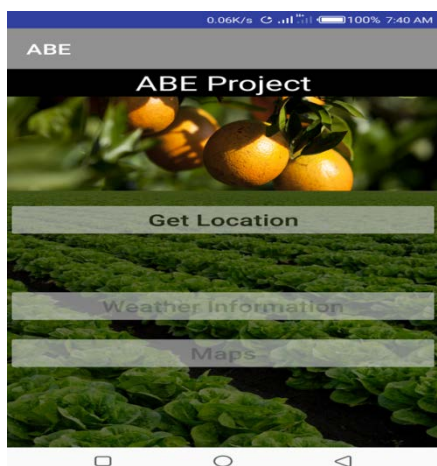 0.06K/s 100% 7:40 AM
ABE
ABE Project
Get Location
Weather Information
Maps